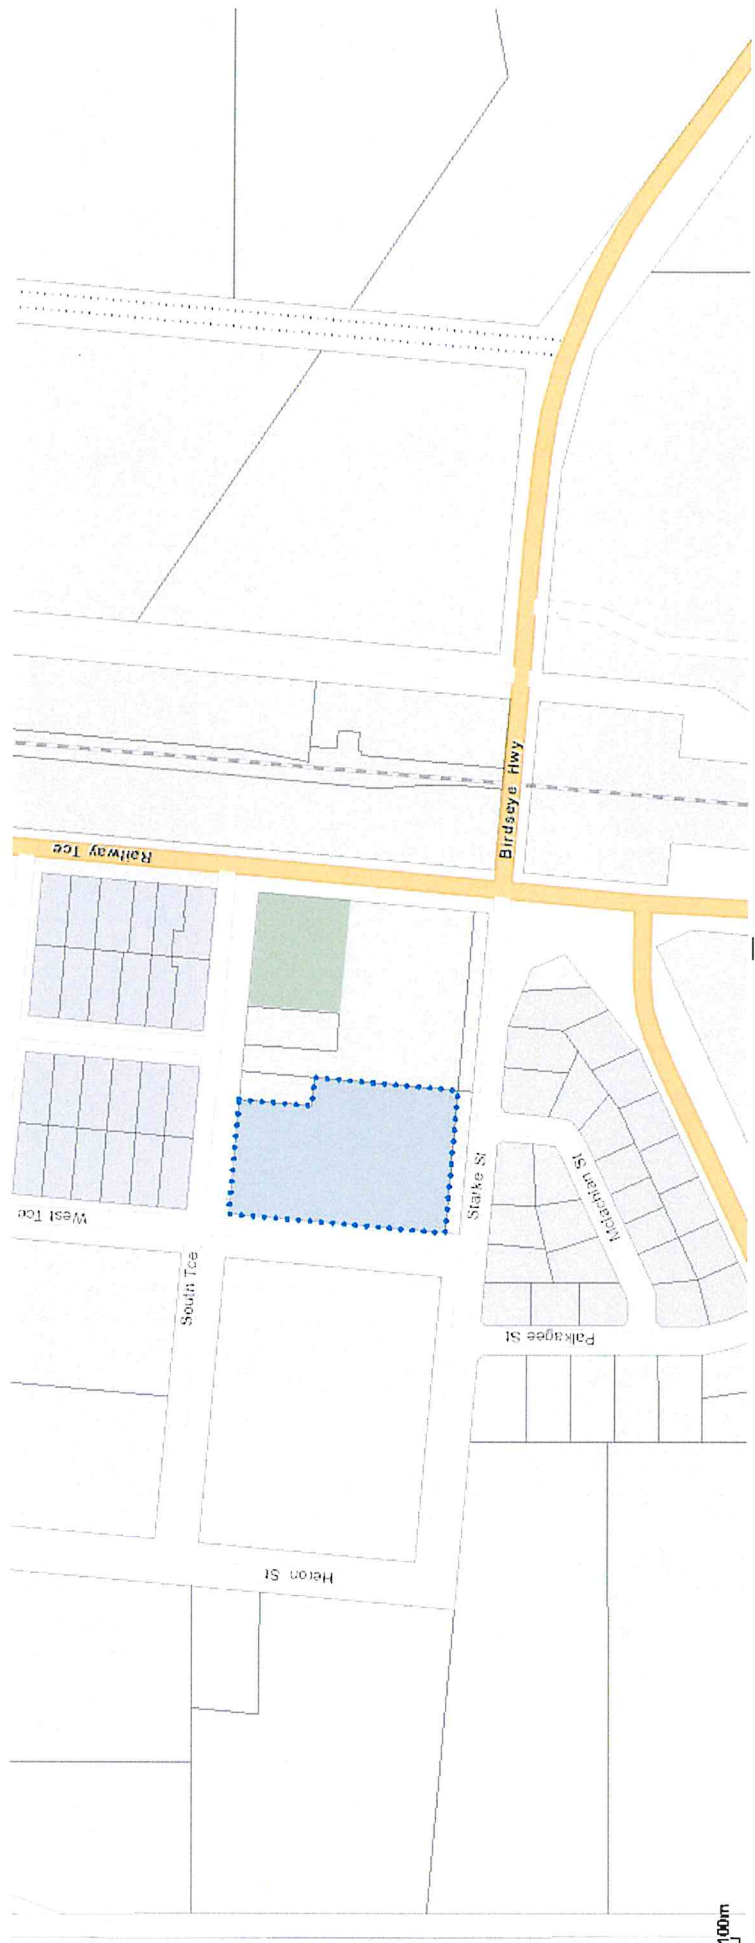 Railway Tce
Birdseye Hwy
West Tce
South Tce
Starke St
Mclachlan St
Palkagee St
Heron St
100m